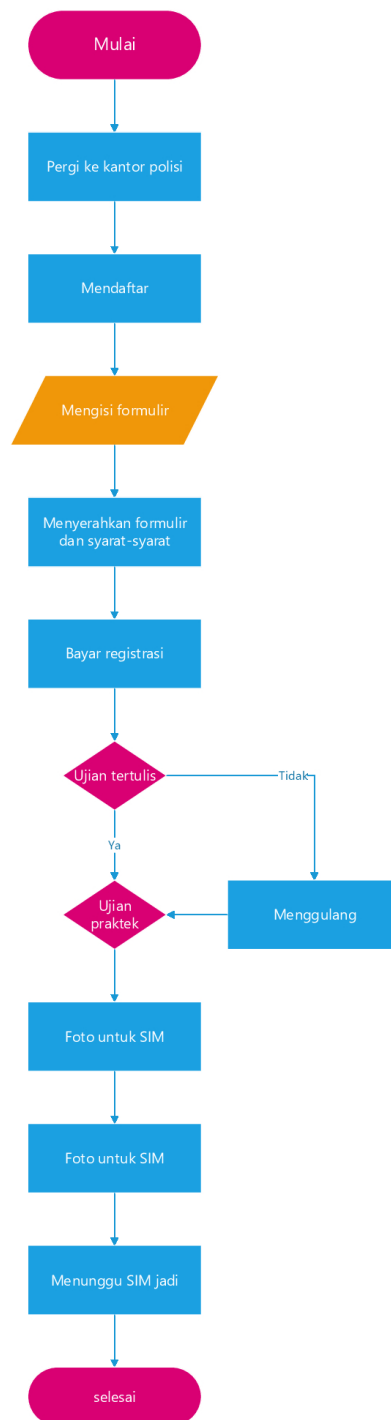 Mulai
Pergi ke kantor polisi
Mendaftar
Mengisi formulir
Menyerahkan formulir
dan syarat-syarat
Bayar registrasi
Ujian tertulis
Tidak
Ya
Ujian
praktek
Menggulang
Foto untuk SIM
Foto untuk SIM
Menunggu SIM jadi
selesai